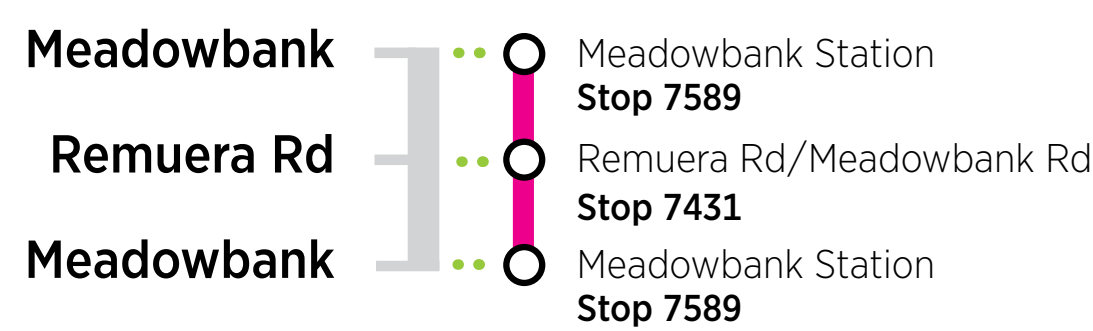 Meadowbank
Meadowbank Station
Stop 7589
Remuera Rd
Remuera Rd/Meadowbank Rd
Stop 7431
Meadowbank
Meadowbank Station
Stop 7589